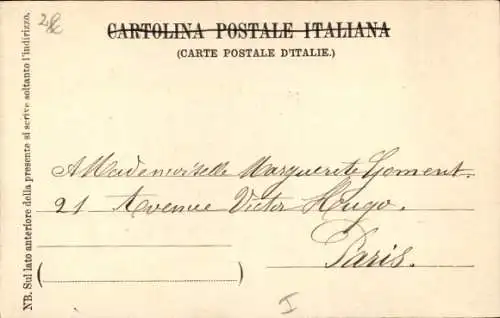 CARTOLINA POSTALE ITALIANA
(CARTE POSTALE D'ITALIE.)
NB. Sul lato anteriore della presente si scrive soltanto l'indirizzo.
Mademoiselle Marguerite Goment.
21 Avenue Victor Hugo.
Paris.
I